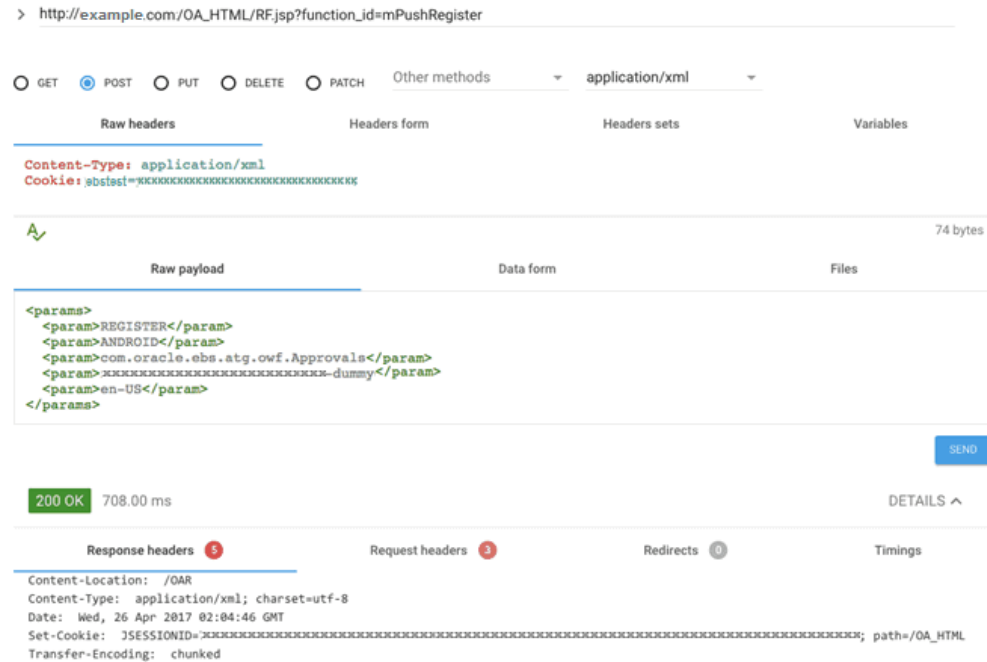 > http://example.com:/OA_HTML/RF.jsp?function_id=mPushRegister
GET POST PUT DELETE PATCH Other methods application/xml
Raw headers Headers form Headers sets Variables
Content-Type: application/xml
Cookie: ebstest=
74 bytes
Raw payload Data form Files
<params>
<param>REGISTER</param>
<param>ANDROID</param>
<param>com.oracle.ebs.atg.owf.Approvals</param>
<param>-dummy</param>
<param>en-US</param>
</params>
SEND
200 OK 708.00 ms DETAILS
Response headers 5 Request headers 3 Redirects 0 Timings
Content-Location: /OAR
Content-Type: application/xml; charset=utf-8
Date: Wed, 26 Apr 2017 02:04:46 GMT
Set-Cookie: JSESSIONID=; path=/OA_HTML
Transfer-Encoding: chunked